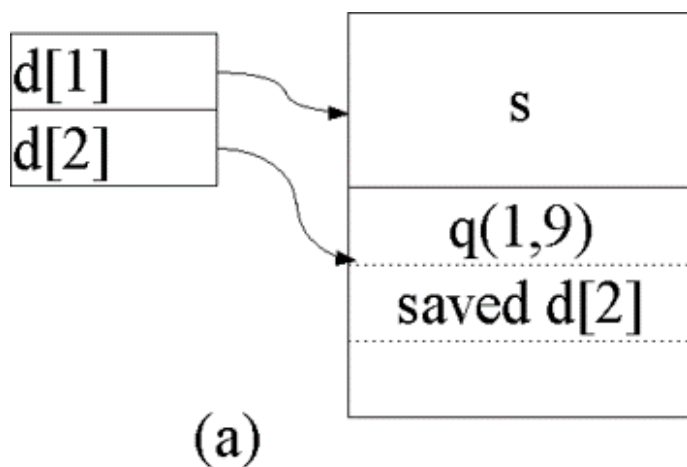 d[1]
d[2]
s
q(1,9)
saved d[2]
(a)